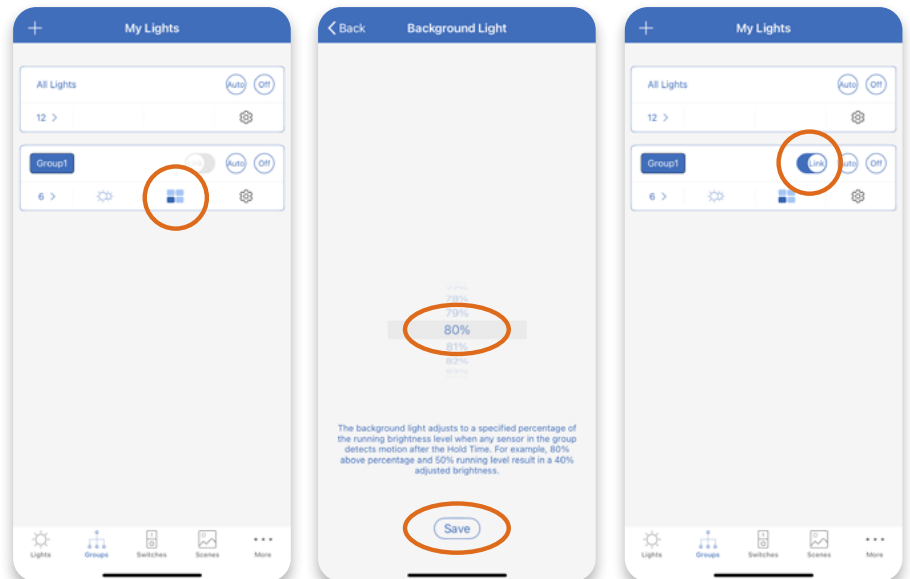 My Lights
All Lights
Auto
Off
12 >
Group1
Auto
Off
6 >
Lights
Groups
Switches
Scenes
More
Back
Background Light
78%
79%
80%
81%
82%
The background light adjusts to a specified percentage of
the running brightness level when any sensor in the group
detects motion after the Hold Time. For example, 80%
above percentage and 50% running level result in a 40%
adjusted brightness.
Save
My Lights
All Lights
Auto
Off
12 >
Group1
Link
Auto
Off
6 >
Lights
Groups
Switches
Scenes
More